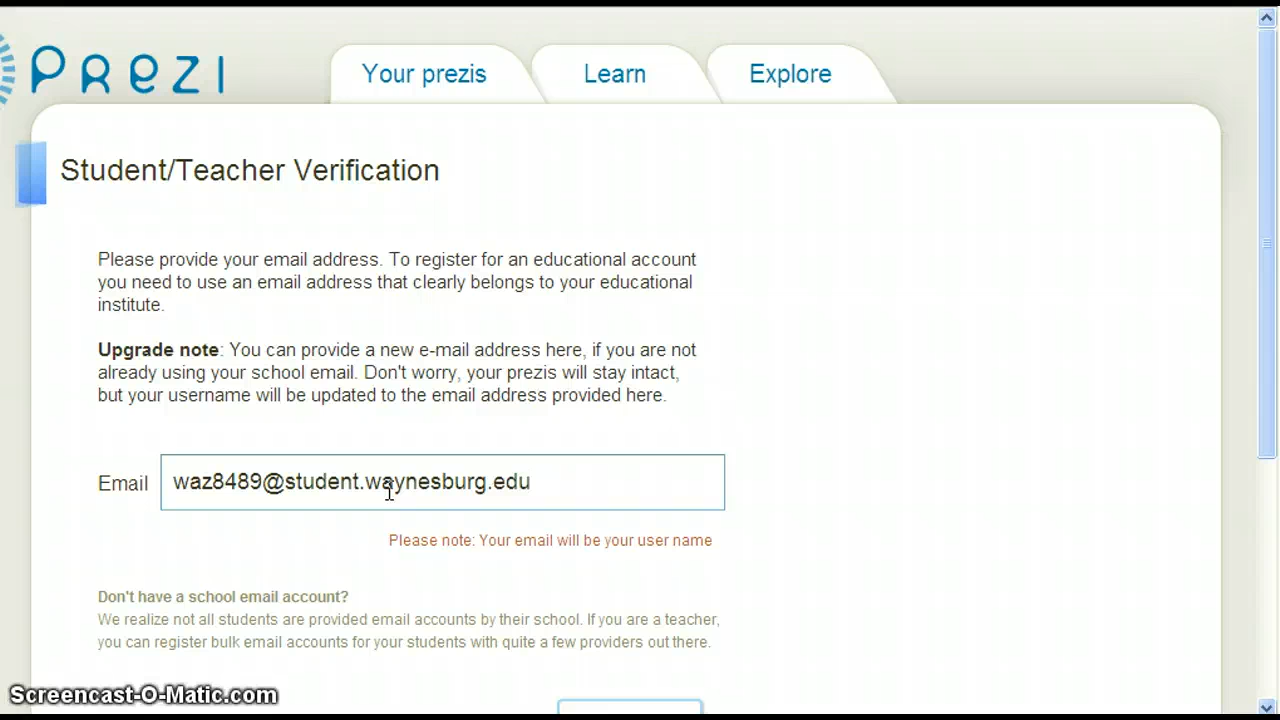 PREZI
Your prezis
Learn
Explore
Student/Teacher Verification
Please provide your email address. To register for an educational account
you need to use an email address that clearly belongs to your educational
institute.
Upgrade note: You can provide a new e-mail address here, if you are not
already using your school email. Don't worry, your prezis will stay intact,
but your username will be updated to the email address provided here.
Email
waz8489@student.waynesburg.edu
Please note: Your email will be your user name
Don't have a school email account?
We realize not all students are provided email accounts by their school. If you are a teacher,
you can register bulk email accounts for your students with quite a few providers out there.
Screencast-O-Matic.com